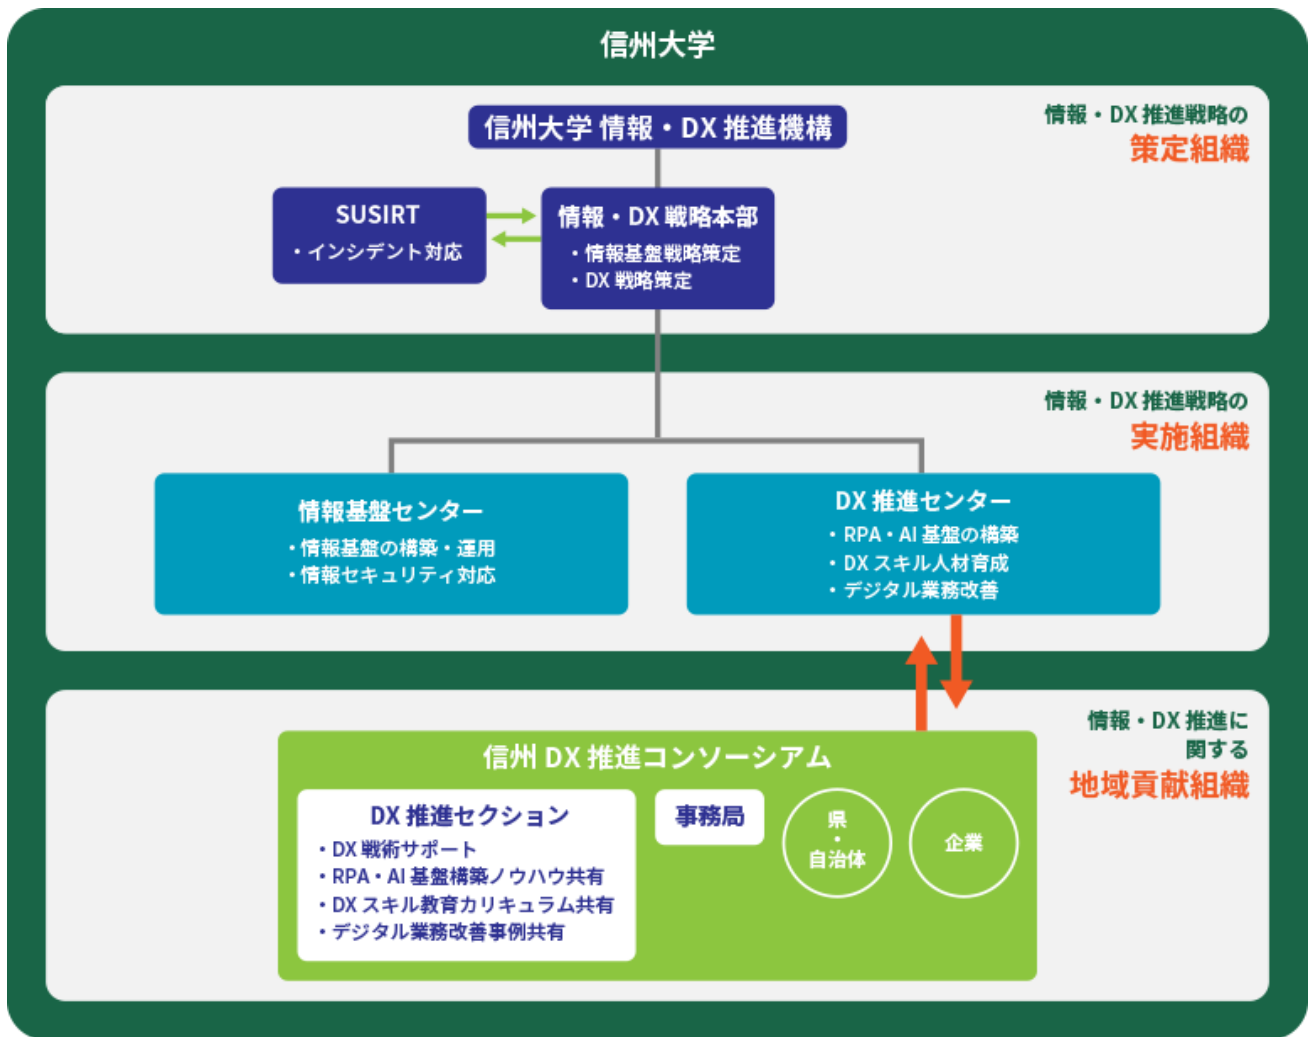 信州大学
信州大学 情報・DX 推進機構
情報・DX 推進戦略の
策定組織
SUSIRT
・インシデント対応
情報・DX 戦略本部
・情報基盤戦略策定
・DX 戦略策定
情報・DX 推進戦略の
実施組織
情報基盤センター
・情報基盤の構築・運用
・情報セキュリティ対応
DX 推進センター
・RPA・AI 基盤の構築
・DX スキル人材育成
・デジタル業務改善
情報・DX 推進に
関する
地域貢献組織
信州 DX 推進コンソーシアム
DX 推進セクション
・DX 戦術サポート
・RPA・AI 基盤構築ノウハウ共有
・DX スキル教育カリキュラム共有
・デジタル業務改善事例共有
事務局
県
・
自治体
企業